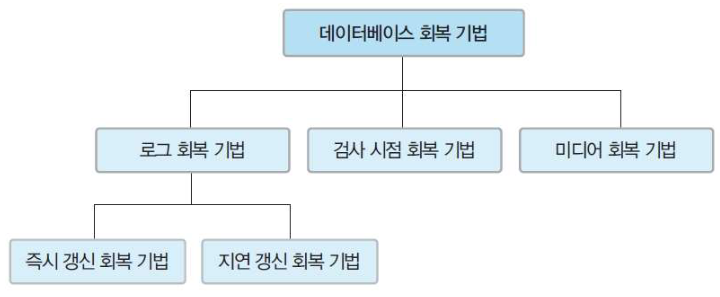 데이터베이스 회복 기법
로그 회복 기법
검사 시점 회복 기법
미디어 회복 기법
즉시 갱신 회복 기법
지연 갱신 회복 기법